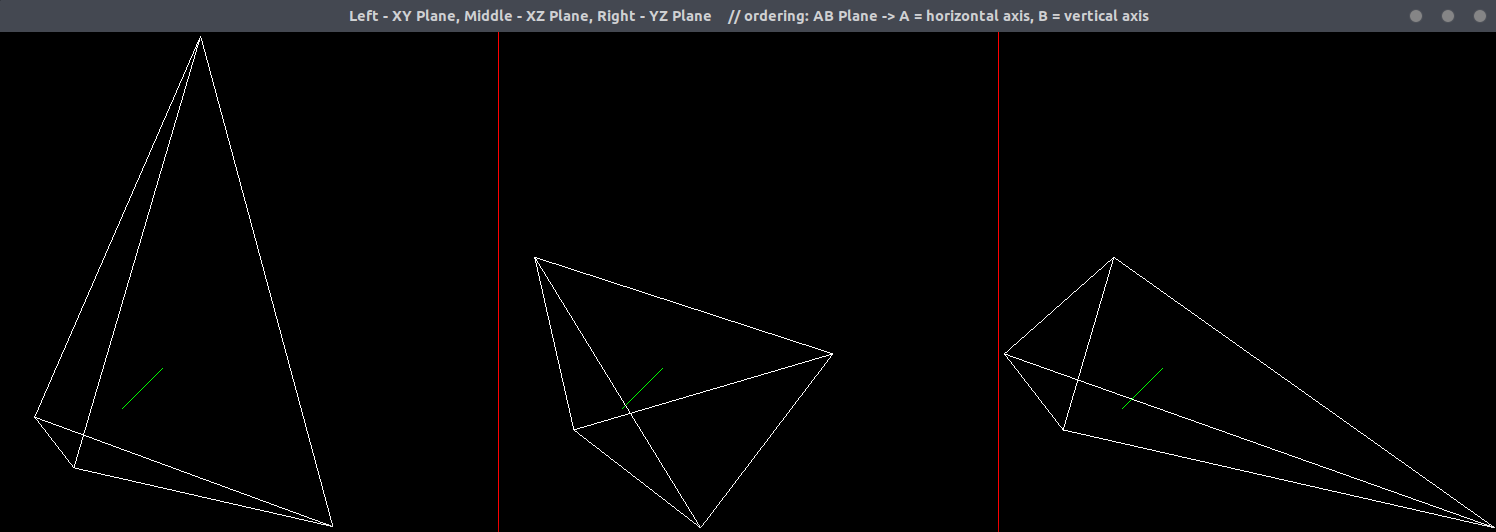 Left - XY Plane, Middle - XZ Plane, Right - YZ Plane    // ordering: AB Plane -> A = horizontal axis, B = vertical axis